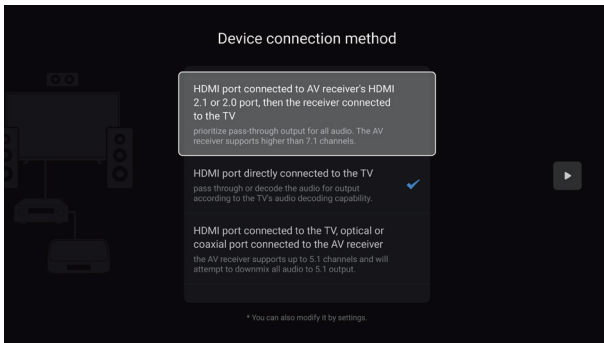 Device connection method
HDMI port connected to AV receiver's HDMI
2.1 or 2.0 port, then the receiver connected
to the TV
prioritize pass-through output for all audio. The AV
receiver supports higher than 7.1 channels.
HDMI port directly connected to the TV
pass through or decode the audio for output
according to the TV's audio decoding capability.
HDMI port connected to the TV, optical or
coaxial port connected to the AV receiver
the AV receiver supports up to 5.1 channels and will
attempt to downmix all audio to 5.1 output.
* You can also modify it by settings.